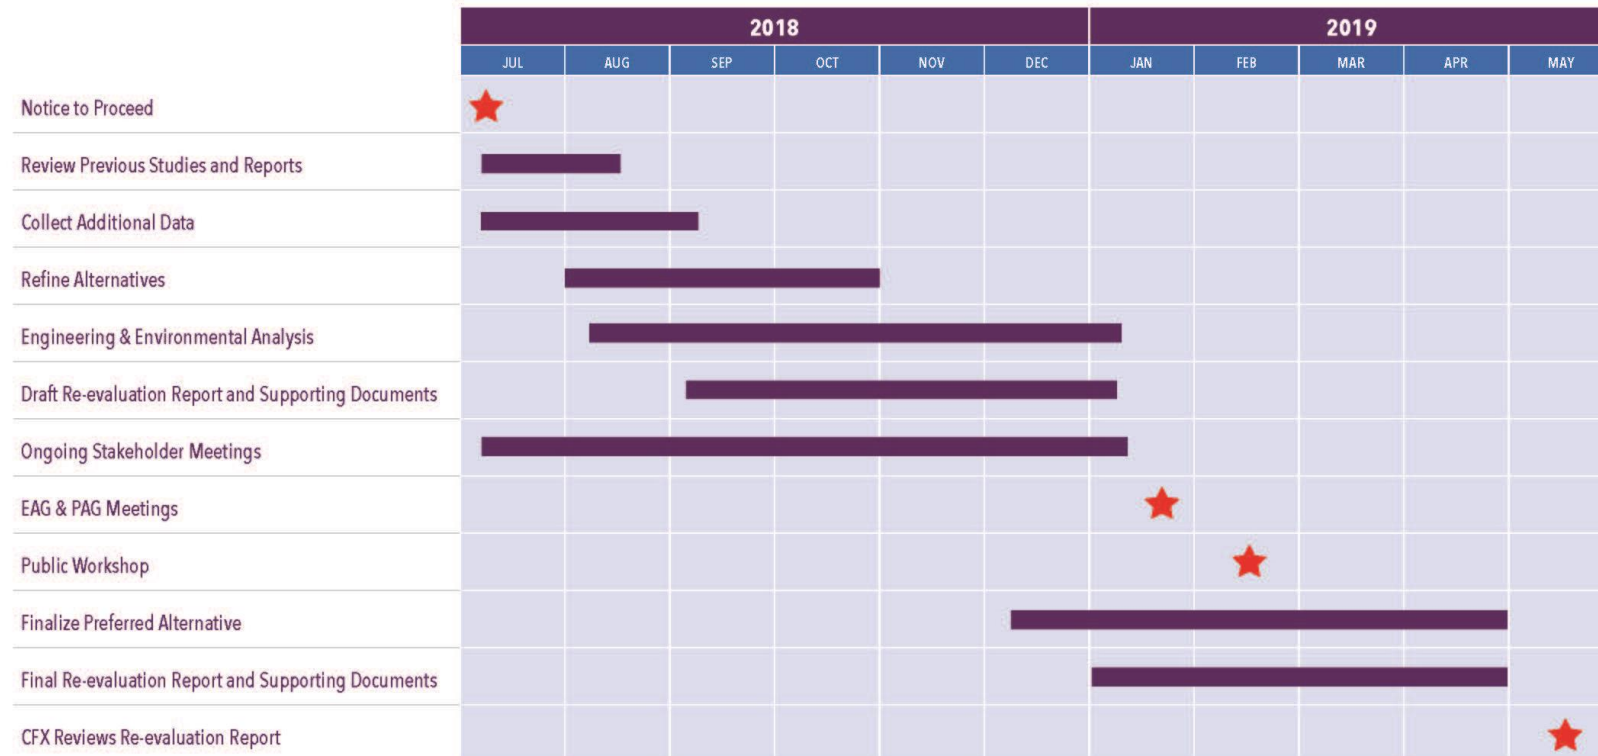 2018 2019
JUL AUG SEP OCT NOV DEC JAN FEB MAR APR MAY
Notice to Proceed
Review Previous Studies and Reports
Collect Additional Data
Refine Alternatives
Engineering & Environmental Analysis
Draft Re-evaluation Report and Supporting Documents
Ongoing Stakeholder Meetings
EAG & PAG Meetings
Public Workshop
Finalize Preferred Alternative
Final Re-evaluation Report and Supporting Documents
CFX Reviews Re-evaluation Report